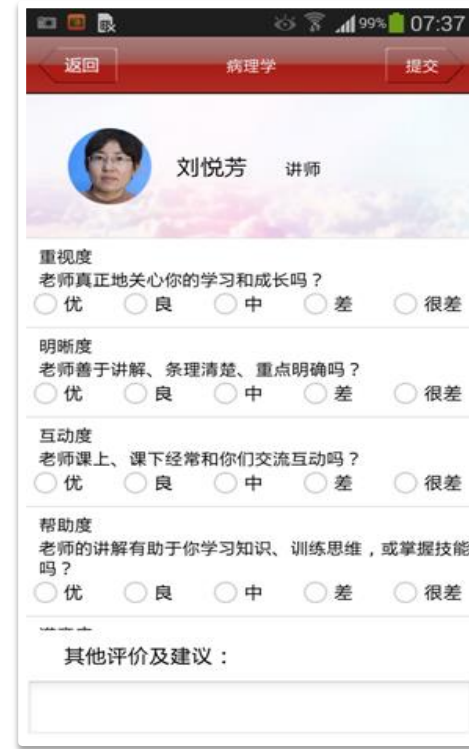 99% 07:37
返回 病理学 提交
刘悦芳 讲师
重视度
老师真正地关心你的学习和成长吗？
优 良 中 差 很差
明晰度
老师善于讲解、条理清楚、重点明确吗？
优 良 中 差 很差
互动度
老师课上、课下经常和你们交流互动吗？
优 良 中 差 很差
帮助度
老师的讲解有助于你学习知识、训练思维，或掌握技能
吗？
优 良 中 差 很差
其他评价及建议：